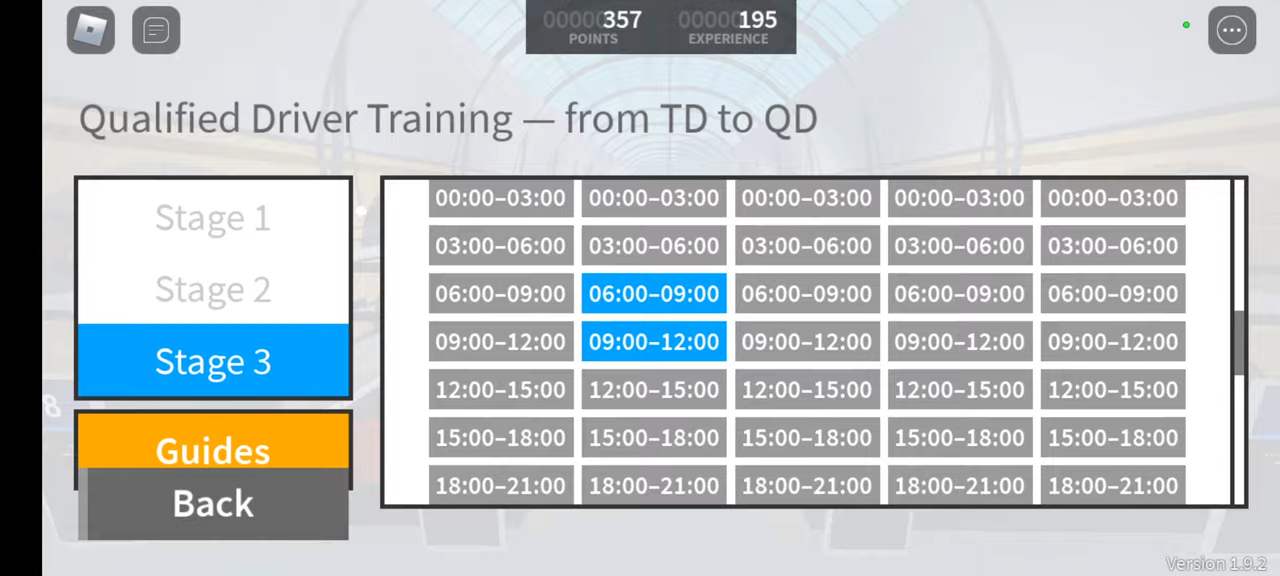 00000357 00000195
POINTS EXPERIENCE
Qualified Driver Training — from TD to QD
Stage 1
Stage 2
Stage 3
Guides
Back
00:00–03:00 00:00–03:00 00:00–03:00 00:00–03:00 00:00–03:00
03:00–06:00 03:00–06:00 03:00–06:00 03:00–06:00 03:00–06:00
06:00–09:00 06:00–09:00 06:00–09:00 06:00–09:00 06:00–09:00
09:00–12:00 09:00–12:00 09:00–12:00 09:00–12:00 09:00–12:00
12:00–15:00 12:00–15:00 12:00–15:00 12:00–15:00 12:00–15:00
15:00–18:00 15:00–18:00 15:00–18:00 15:00–18:00 15:00–18:00
18:00–21:00 18:00–21:00 18:00–21:00 18:00–21:00 18:00–21:00
8
Version 1.9.2